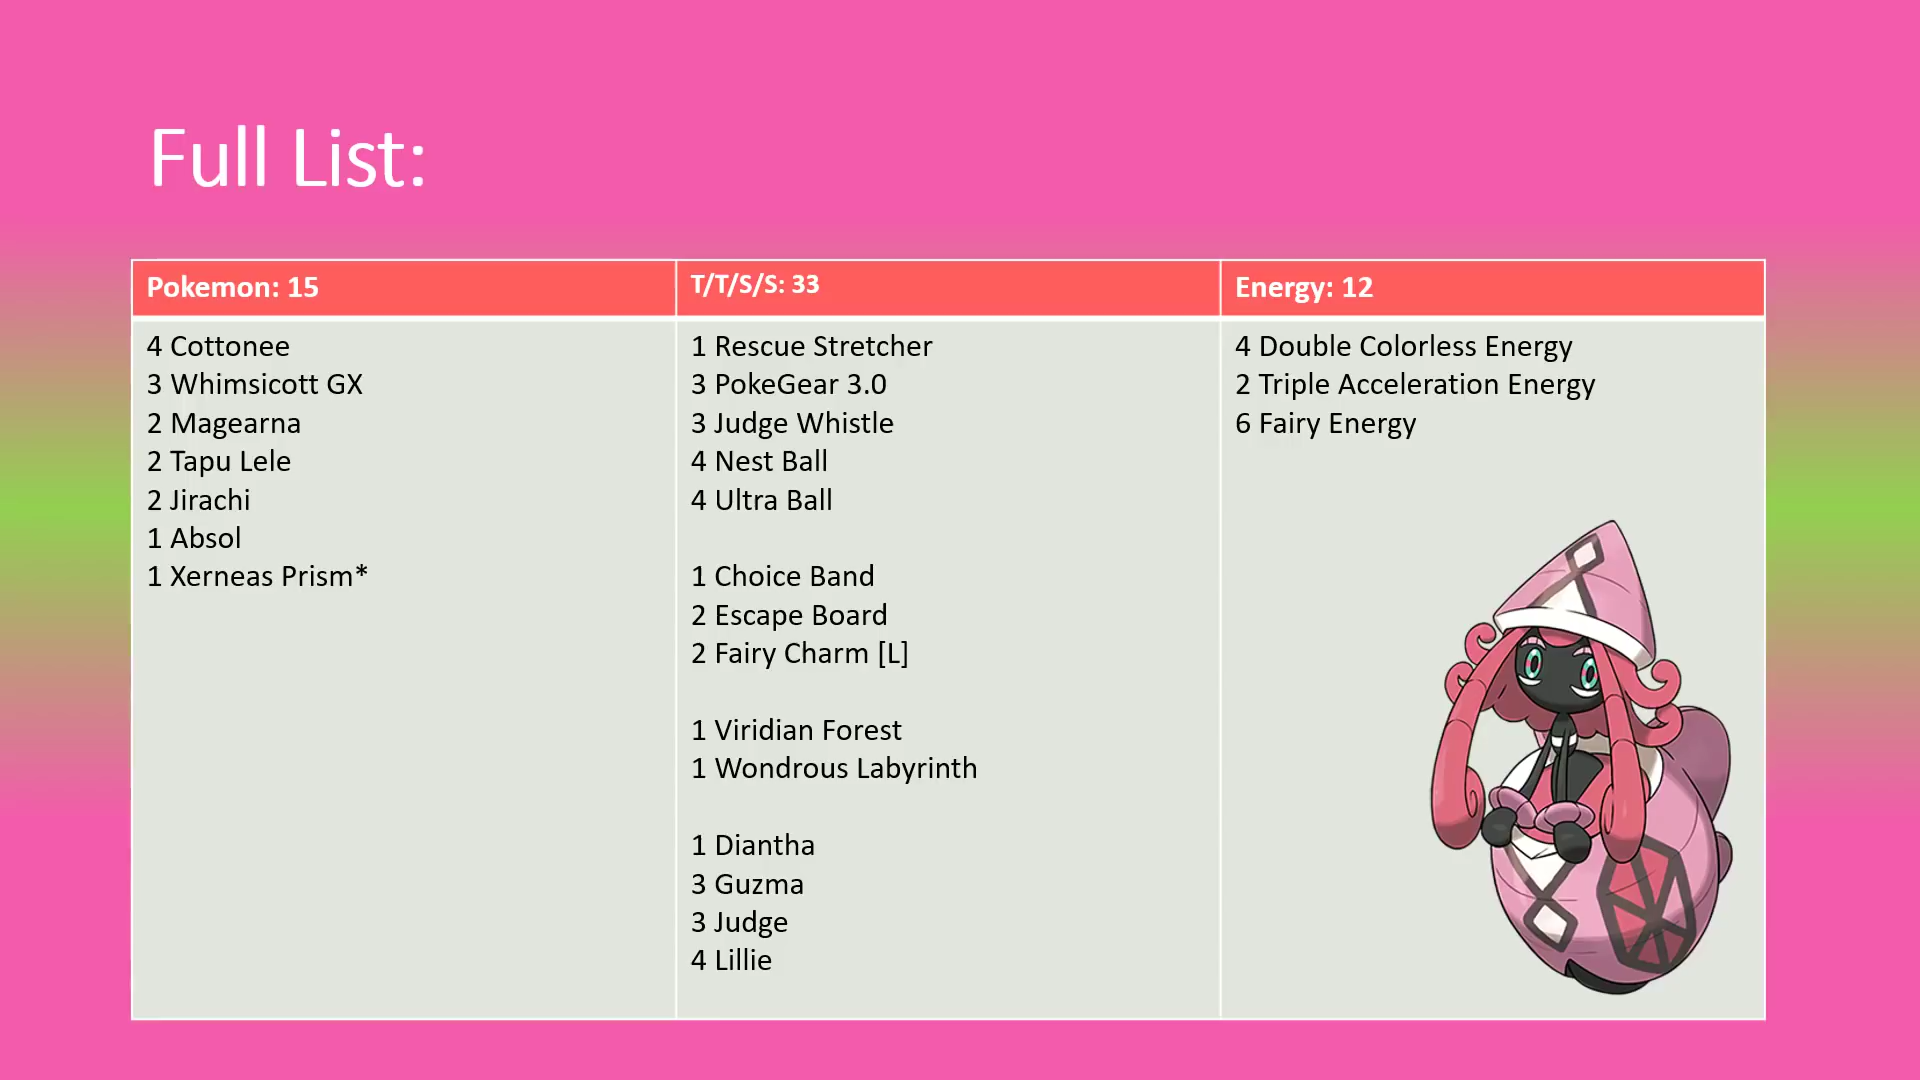 Full List:
Pokemon: 15
4 Cottonee
3 Whimsicott GX
2 Magearna
2 Tapu Lele
2 Jirachi
1 Absol
1 Xerneas Prism*
T/T/S/S: 33
1 Rescue Stretcher
3 PokeGear 3.0
3 Judge Whistle
4 Nest Ball
4 Ultra Ball
1 Choice Band
2 Escape Board
2 Fairy Charm [L]
1 Viridian Forest
1 Wondrous Labyrinth
1 Diantha
3 Guzma
3 Judge
4 Lillie
Energy: 12
4 Double Colorless Energy
2 Triple Acceleration Energy
6 Fairy Energy